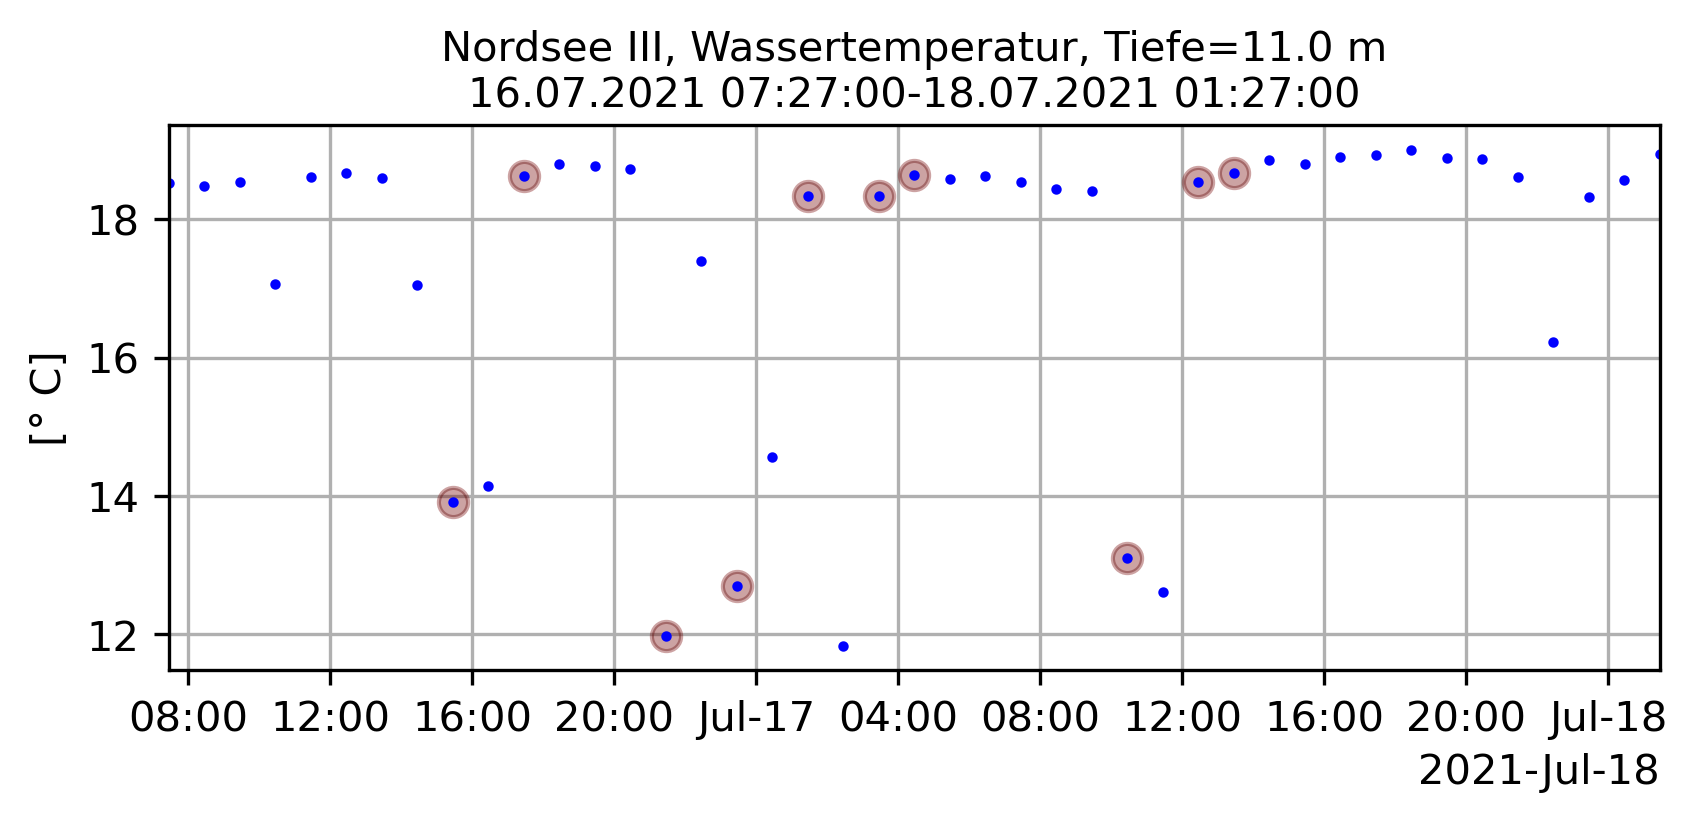 Nordsee III, Wassertemperatur, Tiefe=11.0 m
16.07.2021 07:27:00-18.07.2021 01:27:00
[° C]
18
16
14
12
08:00 12:00 16:00 20:00 Jul-17 04:00 08:00 12:00 16:00 20:00 Jul-18
2021-Jul-18